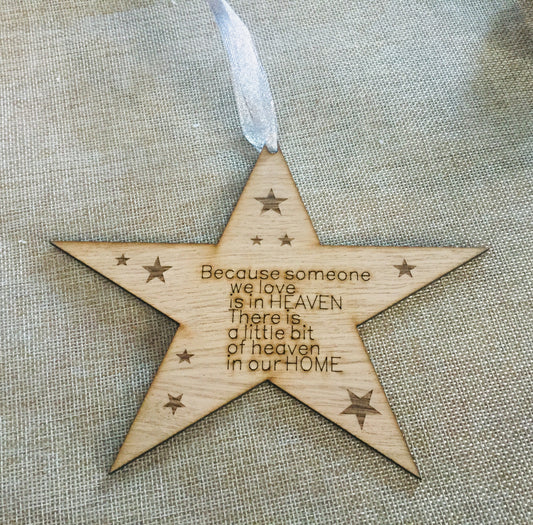 Because someone
we love
is in HEAVEN
There is
a little bit
of heaven
in our HOME